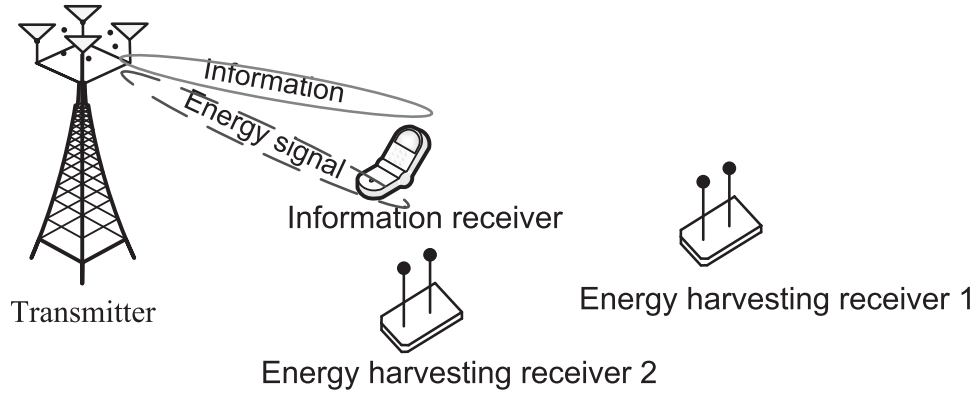 Information
Energy signal
Information receiver
Energy harvesting receiver 1
Transmitter
Energy harvesting receiver 2